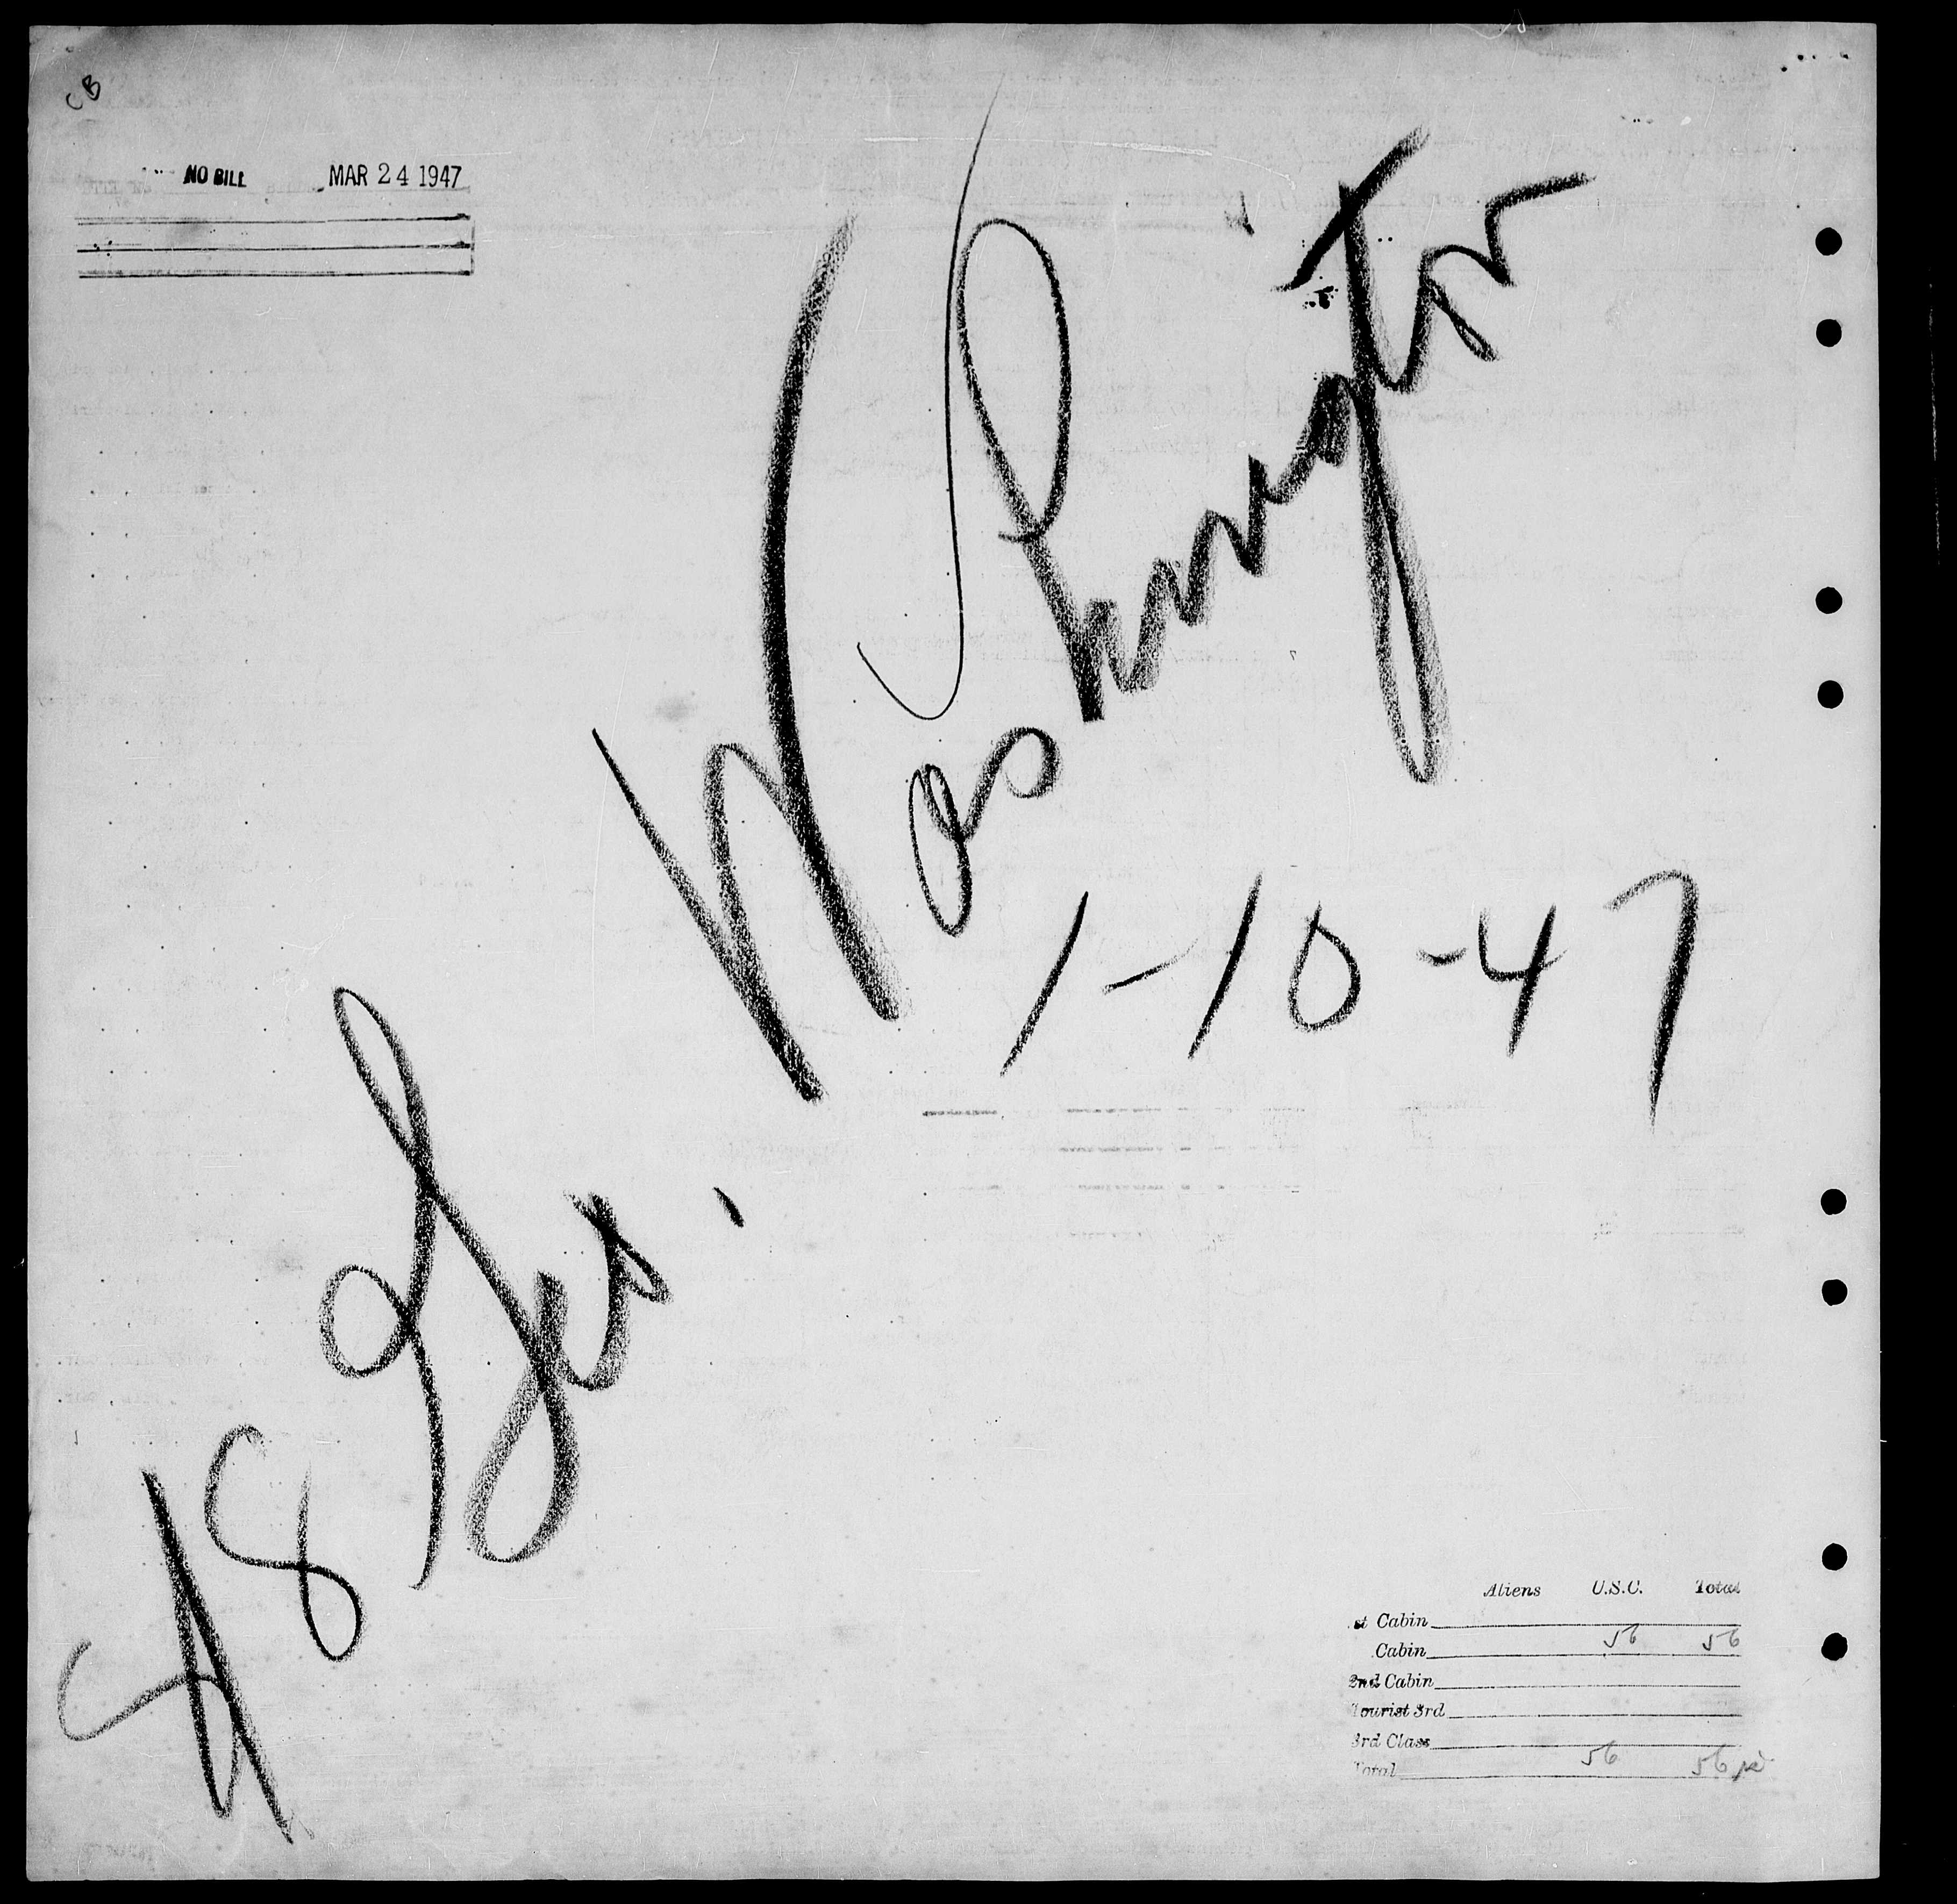 CB
NO BILL MAR 24 1947
Washington
1-10-47
Aliens U.S.C. Total
st Cabin
Cabin 56 56
2nd Cabin
Tourist 3rd
3rd Class
Total 56 56